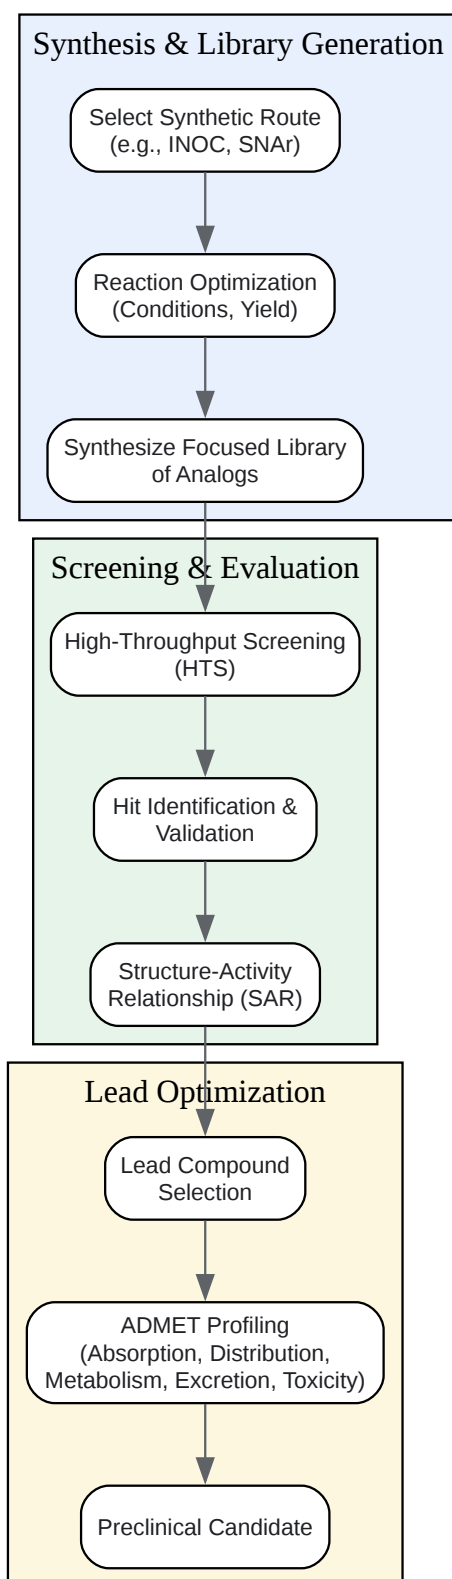 Synthesis & Library Generation
Select Synthetic Route
(e.g., INOC, SNAr)
Reaction Optimization
(Conditions, Yield)
Synthesize Focused Library
of Analogs
Screening & Evaluation
High-Throughput Screening
(HTS)
Hit Identification &
Validation
Structure-Activity
Relationship (SAR)
Lead Optimization
Lead Compound
Selection
ADMET Profiling
(Absorption, Distribution,
Metabolism, Excretion, Toxicity)
Preclinical Candidate